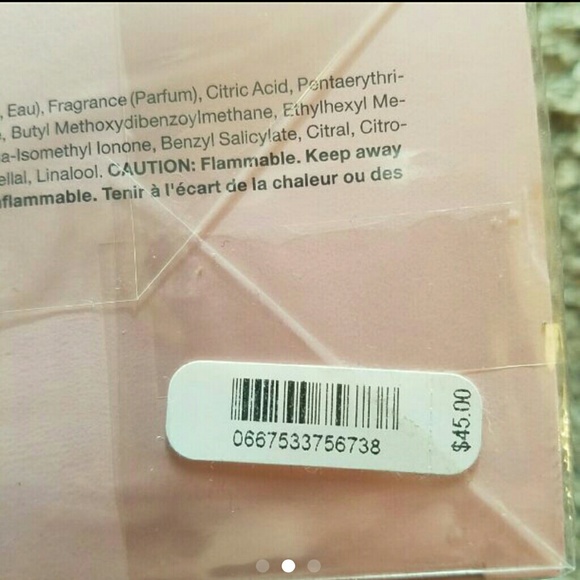 , Eau), Fragrance (Parfum), Citric Acid, Pentaerythri-
, Butyl Methoxydibenzoylmethane, Ethylhexyl Me-
a-Isomethyl Ionone, Benzyl Salicylate, Citral, Citro-
ellal, Linalool. CAUTION: Flammable. Keep away
flammable. Tenir à l'écart de la chaleur ou des
0667533756738
$45.00